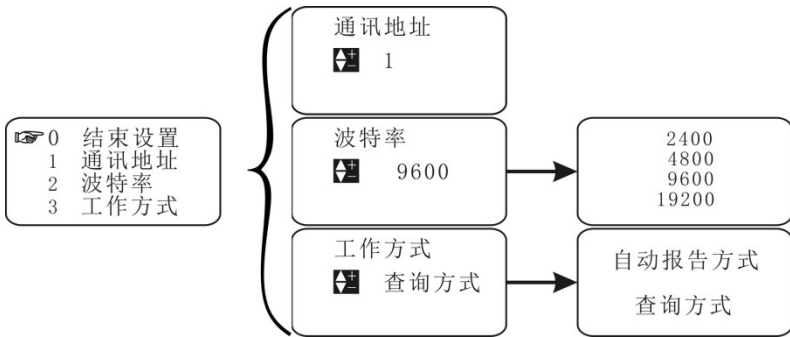 0 结束设置
1 通讯地址
2 波特率
3 工作方式
通讯地址
1
波特率
9600
工作方式
查询方式
2400
4800
9600
19200
自动报告方式
查询方式